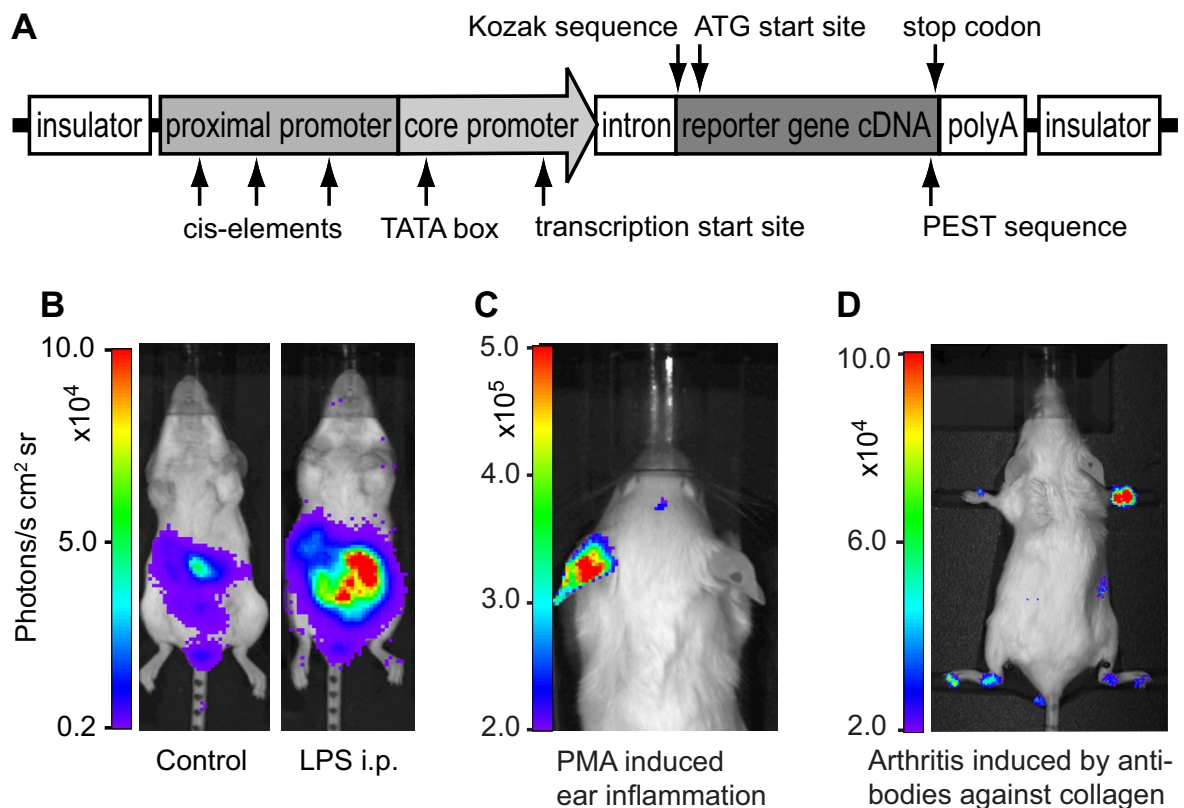 A
Kozak sequence ATG start site stop codon
insulator proximal promoter core promoter intron reporter gene cDNA polyA insulator
cis-elements TATA box transcription start site PEST sequence
B
Photons/s cm² sr
x10⁴
10.0
5.0
0.2
Control LPS i.p.
C
x10⁵
5.0
4.0
3.0
2.0
PMA induced
ear inflammation
D
x10⁴
10.0
6.0
2.0
Arthritis induced by anti-
bodies against collagen